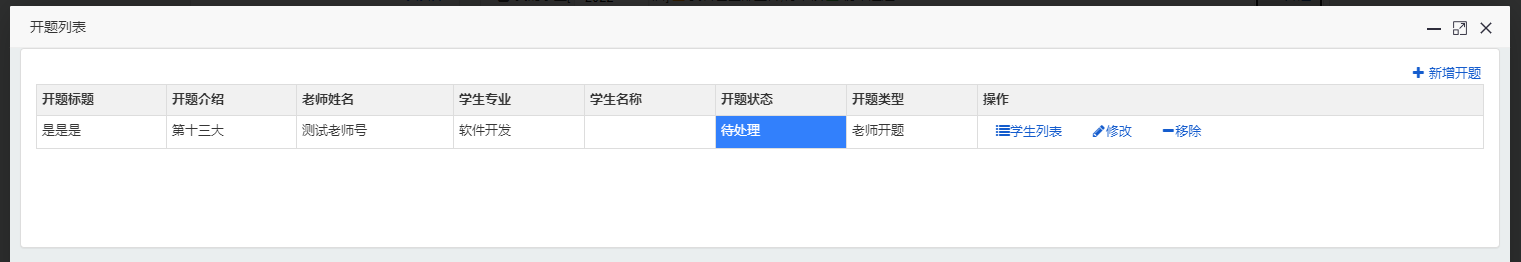 开题列表
新增开题
开题标题 开题介绍 老师姓名 学生专业 学生名称 开题状态 开题类型 操作
是是是 第十三大 测试老师号 软件开发 待处理 老师开题 学生列表 修改 移除